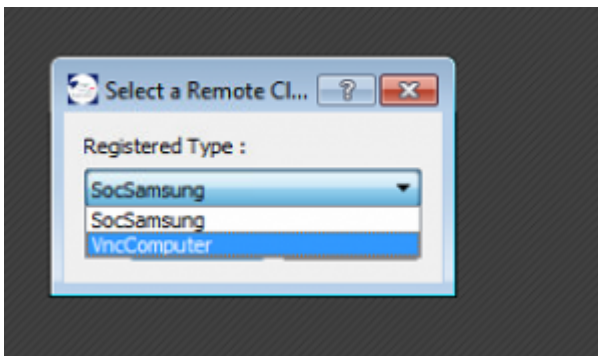 Select a Remote Cl...
Registered Type :
SocSamsung
SocSamsung
VncComputer